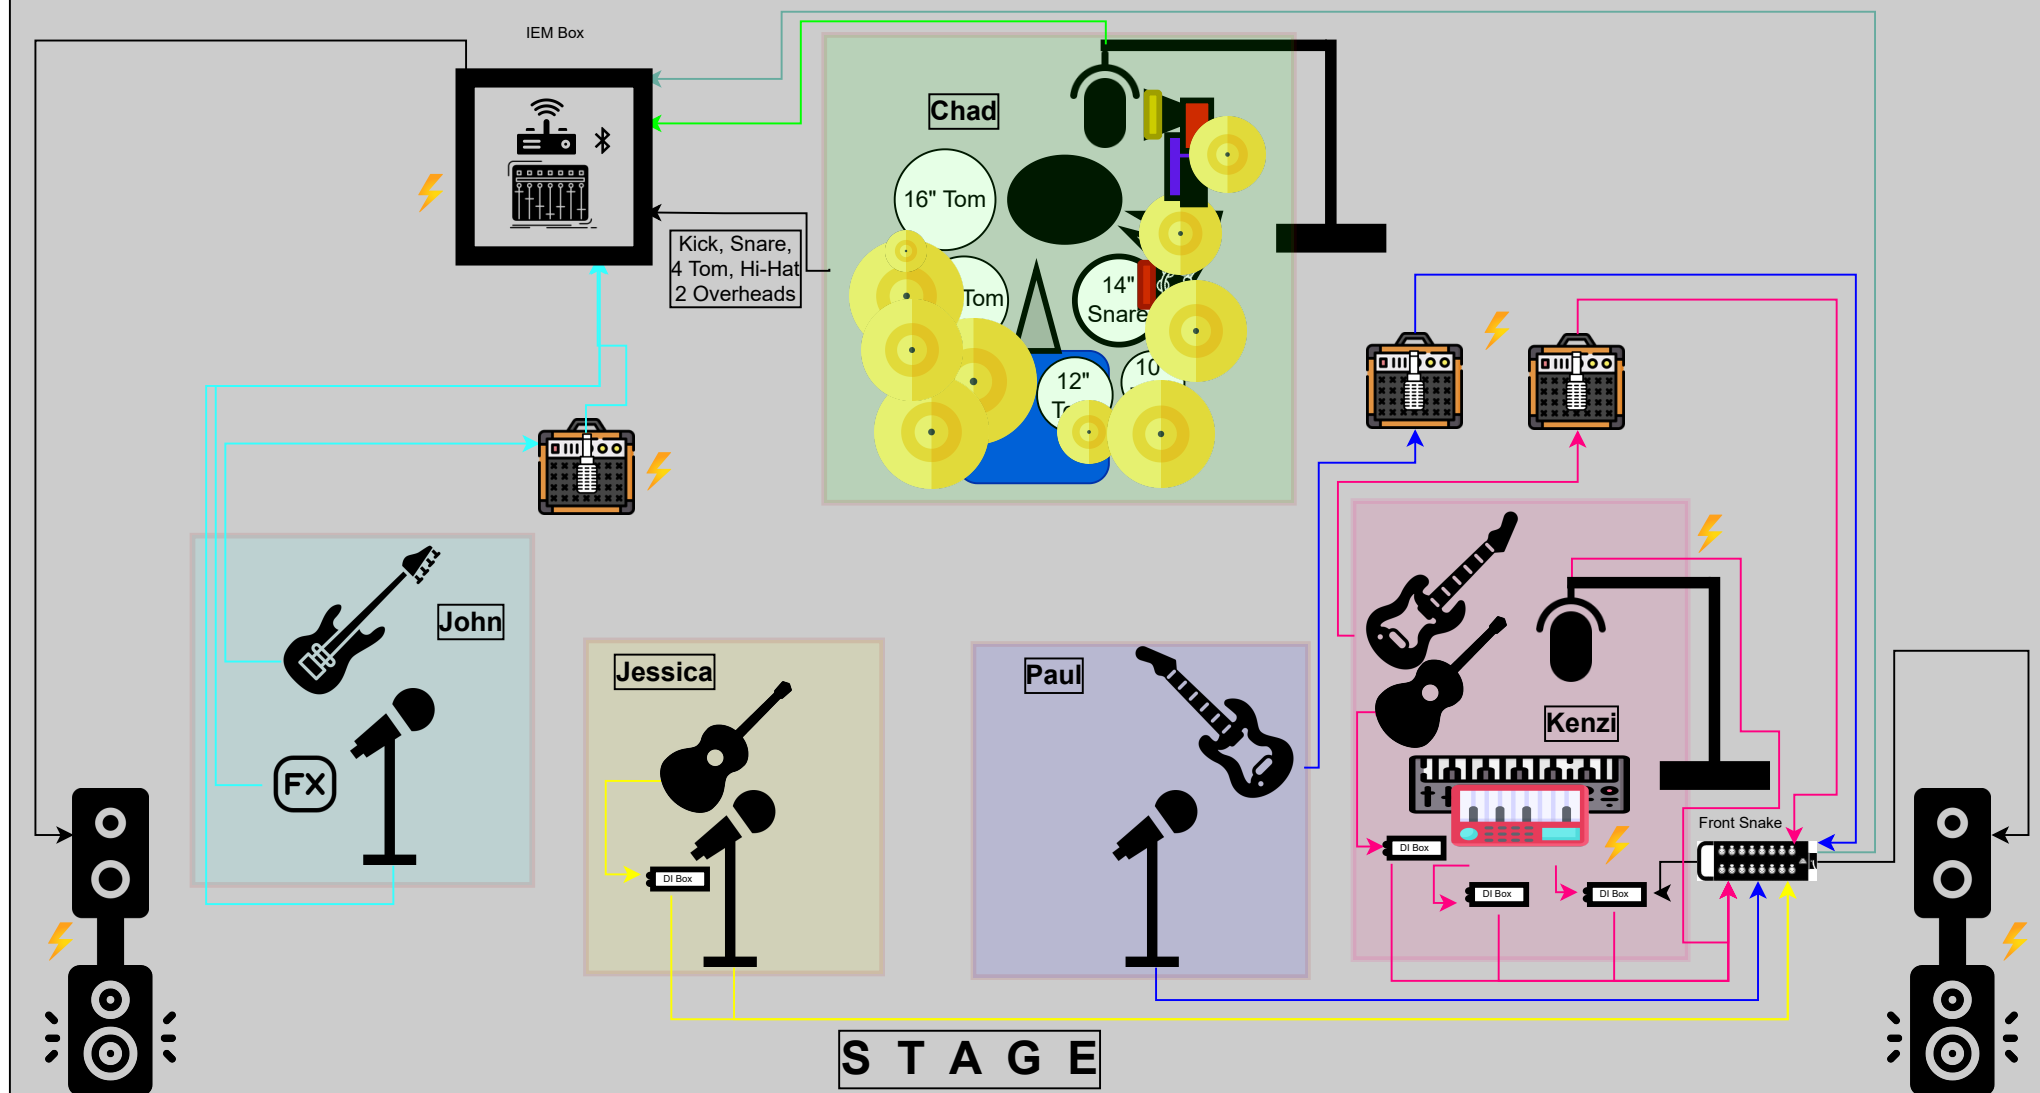 IEM Box
Chad
16" Tom
Kick, Snare,
4 Tom, Hi-Hat
2 Overheads
Tom
14"
Snare
12"
10
John
Jessica
Paul
Kenzi
FX
Front Snake
DI Box
DI Box
DI Box
DI Box
S T A G E